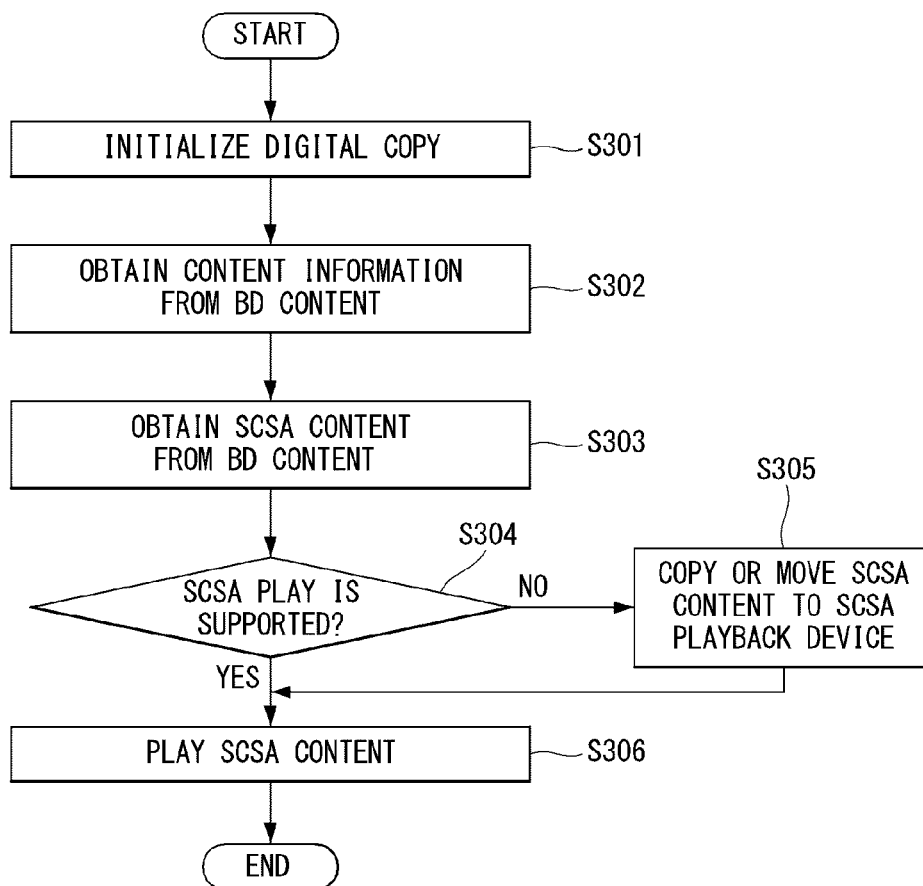 START
INITIALIZE DIGITAL COPY
S301
OBTAIN CONTENT INFORMATION
FROM BD CONTENT
S302
OBTAIN SCSA CONTENT
FROM BD CONTENT
S303
S304
SCSA PLAY IS
SUPPORTED?
NO
YES
S305
COPY OR MOVE SCSA
CONTENT TO SCSA
PLAYBACK DEVICE
PLAY SCSA CONTENT
S306
END